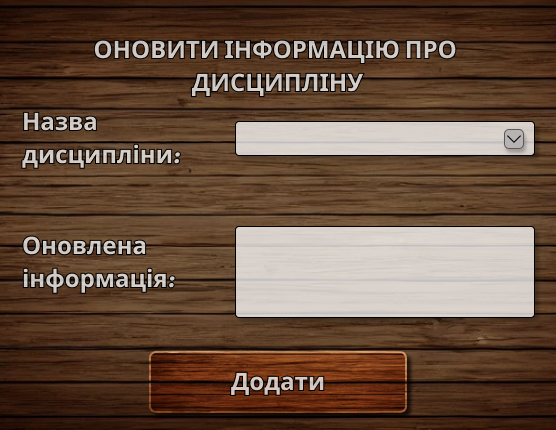 ОНОВИТИ ІНФОРМАЦІЮ ПРО
ДИСЦИПЛІНУ
Назва
дисципліни:
Оновлена
інформація:
Додати